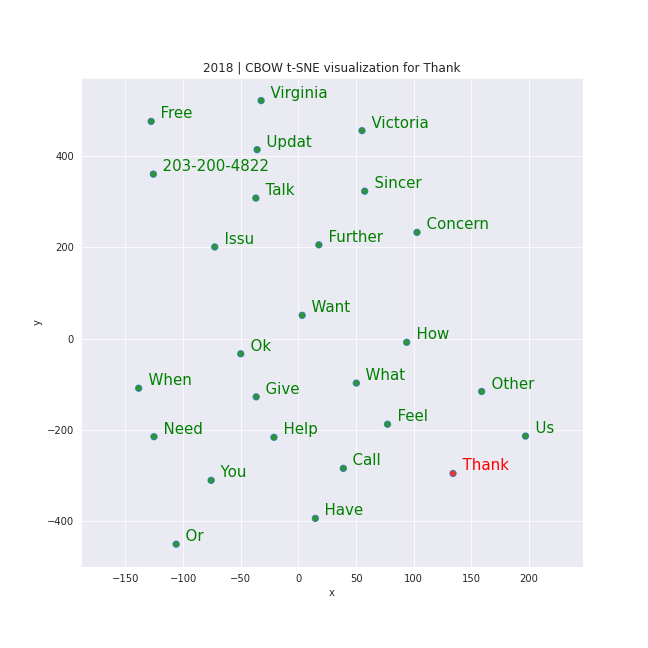 2018 | CBOW t-SNE visualization for Thank
Virginia
Free
Victoria
Updat
203-200-4822
Talk
Sincer
Concern
Issu
Further
Want
How
Ok
When
Give
What
Other
Feel
Need
Help
Us
Call
Thank
You
Have
Or
400
200
0
−200
−400
y
−150
−100
−50
0
50
100
150
200
x